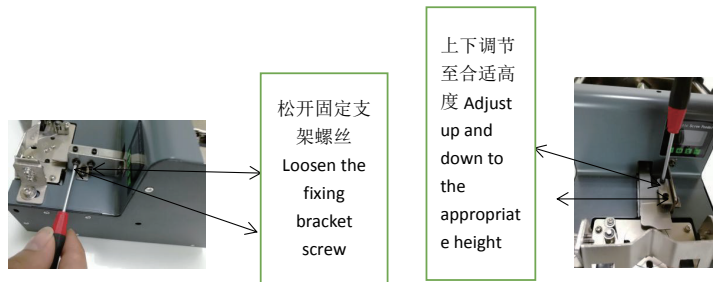 松开固定支
架螺丝
Loosen the
fixing
bracket
screw
上下调节
至合适高
度 Adjust
up and
down to
the
appropriat
e height